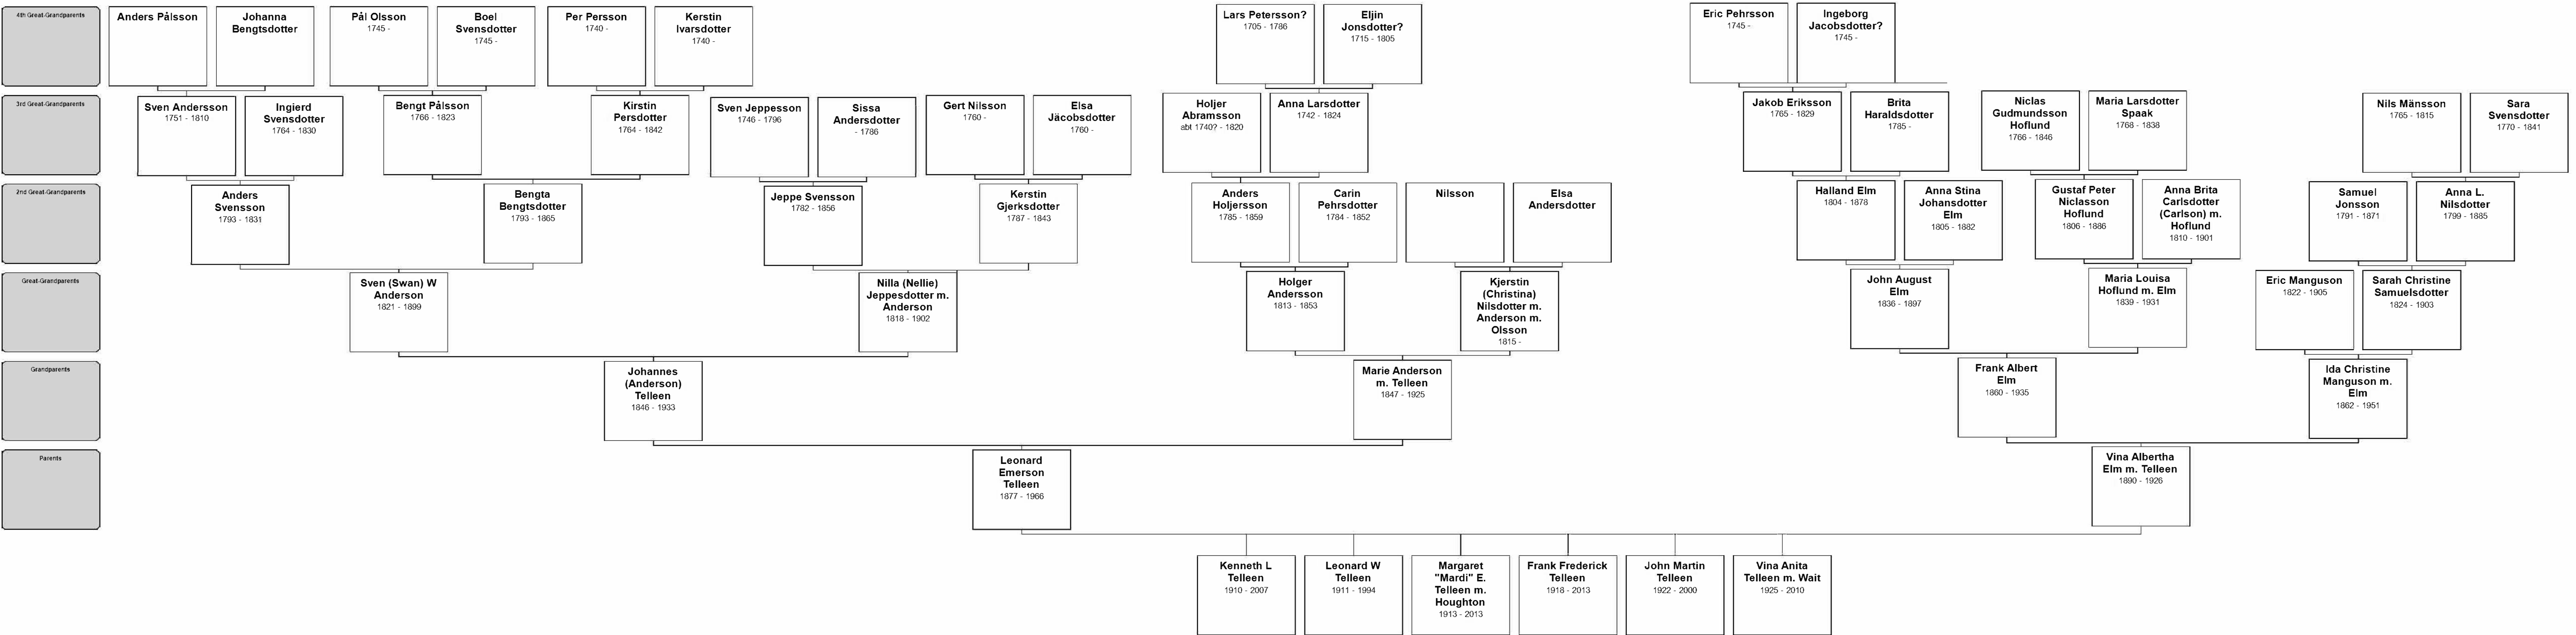 4th Great-Grandparents
Anders Pålsson
Johanna
Bengtsdotter
Pål Olsson
1745 -
Boel
Svensdotter
1745 -
Per Persson
1740 -
Kerstin
Ivarsdotter
1740 -
Lars Petersson?
1705 - 1786
Eljin
Jonsdotter?
1715 - 1805
Eric Pehrsson
1745 -
Ingeborg
Jacobsdotter?
1745 -
3rd Great-Grandparents
Sven Andersson
1751 - 1810
Ingierd
Svensdotter
1764 - 1830
Bengt Pålsson
1766 - 1823
Kirstin
Persdotter
1764 - 1842
Sven Jeppesson
1746 - 1796
Sissa
Andersdotter
- 1786
Gert Nilsson
1760 -
Elsa
Jäcobsdotter
1760 -
Holjer
Abramsson
abt 1740? - 1820
Anna Larsdotter
1742 - 1824
Jakob Eriksson
1765 - 1829
Brita
Haraldsdotter
1785 -
Niclas
Gudmundsson
Hoflund
1766 - 1846
Maria Larsdotter
Spaak
1768 - 1838
Nils Mänsson
1765 - 1815
Sara
Svensdotter
1770 - 1841
2nd Great-Grandparents
Anders
Svensson
1793 - 1831
Bengta
Bengtsdotter
1793 - 1865
Jeppe Svensson
1782 - 1856
Kerstin
Gjerksdotter
1787 - 1843
Anders
Holjersson
1785 - 1859
Carin
Pehrsdotter
1784 - 1852
Nilsson
Elsa
Andersdotter
Halland Elm
1804 - 1878
Anna Stina
Johansdotter
Elm
1805 - 1882
Gustaf Peter
Niclasson
Hoflund
1806 - 1886
Anna Brita
Carlsdotter
(Carlson) m.
Hoflund
1810 - 1901
Samuel
Jonsson
1791 - 1871
Anna L.
Nilsdotter
1799 - 1885
Great-Grandparents
Sven (Swan) W
Anderson
1821 - 1899
Nilla (Nellie)
Jeppesdotter m.
Anderson
1818 - 1902
Holger
Andersson
1813 - 1853
Kjerstin
(Christina)
Nilsdotter m.
Anderson m.
Olsson
1815 -
John August
Elm
1836 - 1897
Maria Louisa
Hoflund m. Elm
1839 - 1931
Eric Manguson
1822 - 1905
Sarah Christine
Samuelsdotter
1824 - 1903
Grandparents
Johannes
(Anderson)
Telleen
1846 - 1933
Marie Anderson
m. Telleen
1847 - 1925
Frank Albert
Elm
1860 - 1935
Ida Christine
Manguson m.
Elm
1862 - 1951
Parents
Leonard
Emerson
Telleen
1877 - 1966
Vina Albertha
Elm m. Telleen
1890 - 1926
Kenneth L
Telleen
1910 - 2007
Leonard W
Telleen
1911 - 1994
Margaret
"Mardi" E.
Telleen m.
Houghton
1913 - 2013
Frank Frederick
Telleen
1918 - 2013
John Martin
Telleen
1922 - 2000
Vina Anita
Telleen m. Wait
1925 - 2010